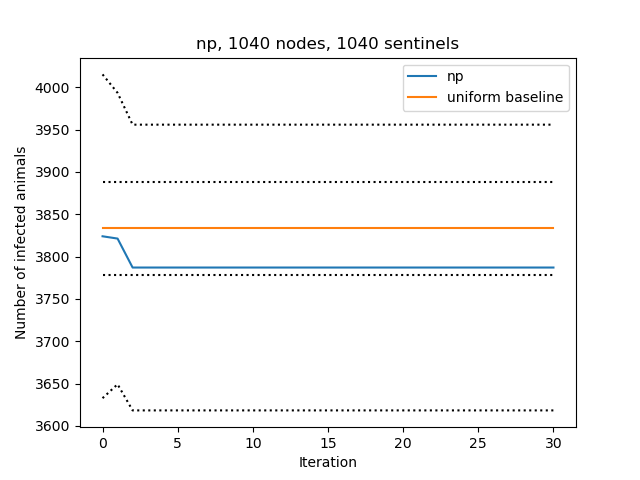 np, 1040 nodes, 1040 sentinels
np
uniform baseline
4000
3950
3900
3850
3800
3750
3700
3650
3600
Number of infected animals
0 5 10 15 20 25 30
Iteration